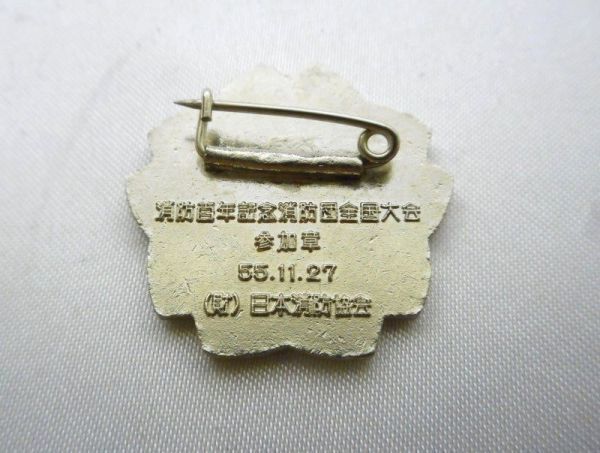 消防百年記念消防団全国大会
参加章
55.11.27
(財)日本消防協会